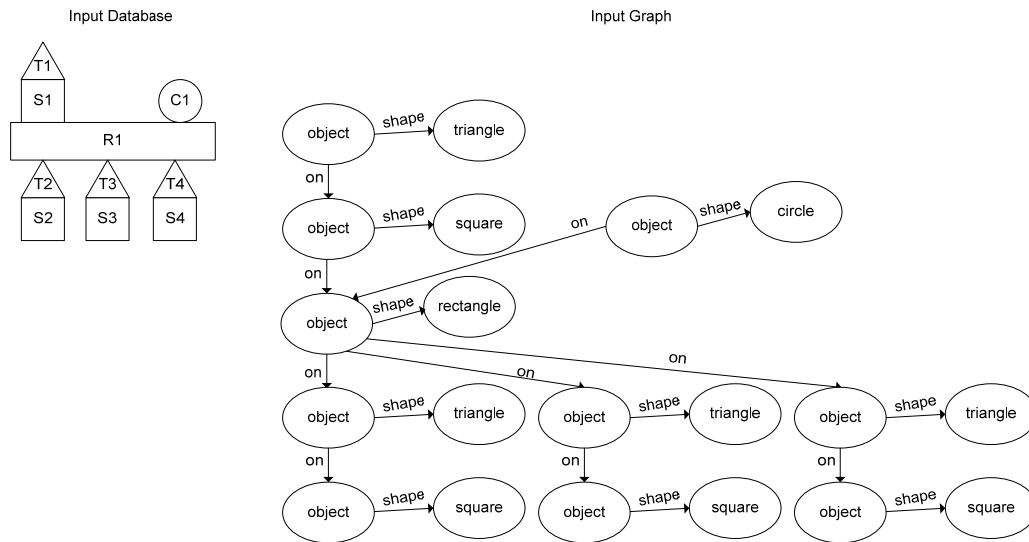 Input Database
Input Graph
T1
S1
C1
R1
T2
T3
T4
S2
S3
S4
object
shape
triangle
on
object
shape
square
object
shape
circle
on
on
object
shape
rectangle
on
on
on
object
shape
triangle
object
shape
triangle
object
shape
triangle
on
on
on
object
shape
square
object
shape
square
object
shape
square